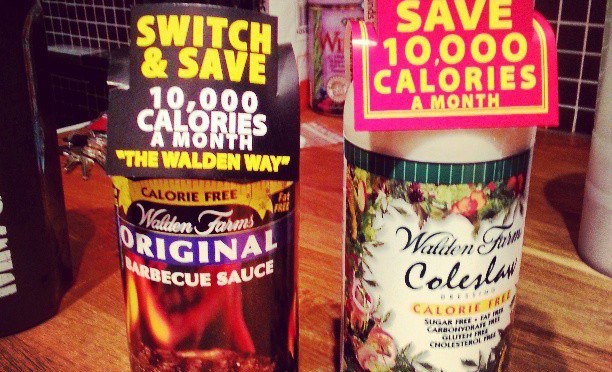 SWITCH
& SAVE
10,000
CALORIES
A MONTH
"THE WALDEN WAY"
CALORIE FREE
Fat
FREE
Walden Farms
ORIGINAL
BARBECUE SAUCE
SAVE
10,000
CALORIES
A MONTH
Walden Farms
Coleslaw
DRESSING
CALORIE FREE
SUGAR FREE • FAT FREE
CARBOHYDRATE FREE
GLUTEN FREE
CHOLESTEROL FREE